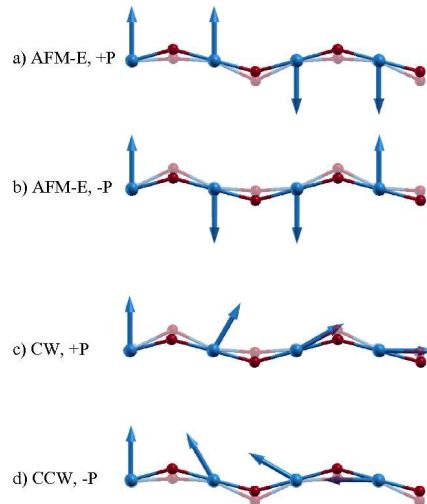 a) AFM-E, +P
b) AFM-E, -P
c) CW, +P
d) CCW, -P